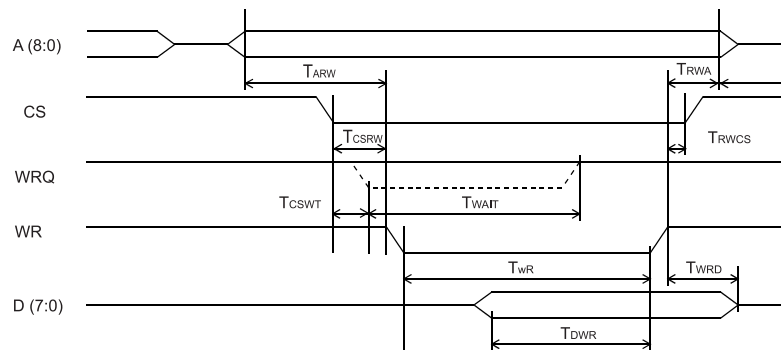 A (8:0)
TARW
TRWA
CS
TCSRW
TRWCS
WRQ
TCSWT
TWAIT
WR
TwR
TWRD
D (7:0)
TDWR